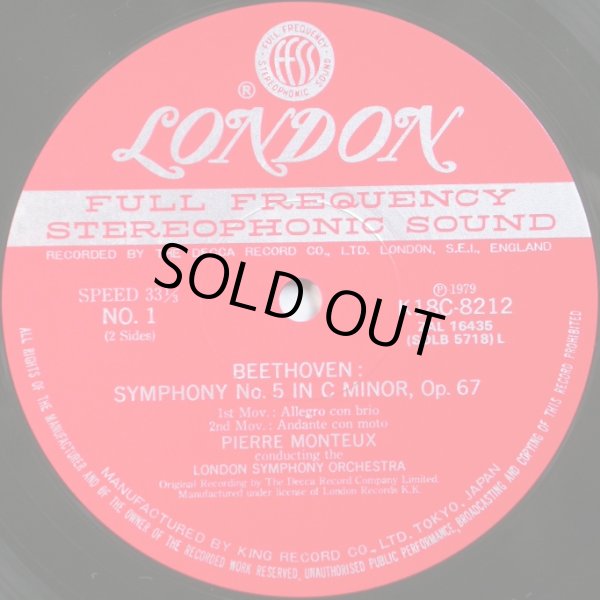 FULL FREQUENCY
STEREOPHONIC SOUND
ffss
®
LONDON
FULL FREQUENCY
STEREOPHONIC SOUND
RECORDED BY THE DECCA RECORD CO., LTD. LONDON, S.E.I., ENGLAND
SPEED 33⅓
NO. 1
(2 Sides)
℗1979
K18C-8212
ZAL 16435
(SOLB 5718) L
SOLD OUT
BEETHOVEN:
SYMPHONY No. 5 IN C MINOR, Op. 67
1st Mov.: Allegro con brio
2nd Mov.: Andante con moto
PIERRE MONTEUX
conducting the
LONDON SYMPHONY ORCHESTRA
Original Recording by The Decca Record Company Limited
Manufactured under license of London Records K.K.
MANUFACTURED BY KING RECORD CO., LTD. TOKYO, JAPAN
ALL RIGHTS OF THE MANUFACTURER AND OF THE OWNER OF THE RECORDED WORK RESERVED, UNAUTHORISED PUBLIC PERFORMANCE, BROADCASTING AND COPYING OF THIS RECORD PROHIBITED